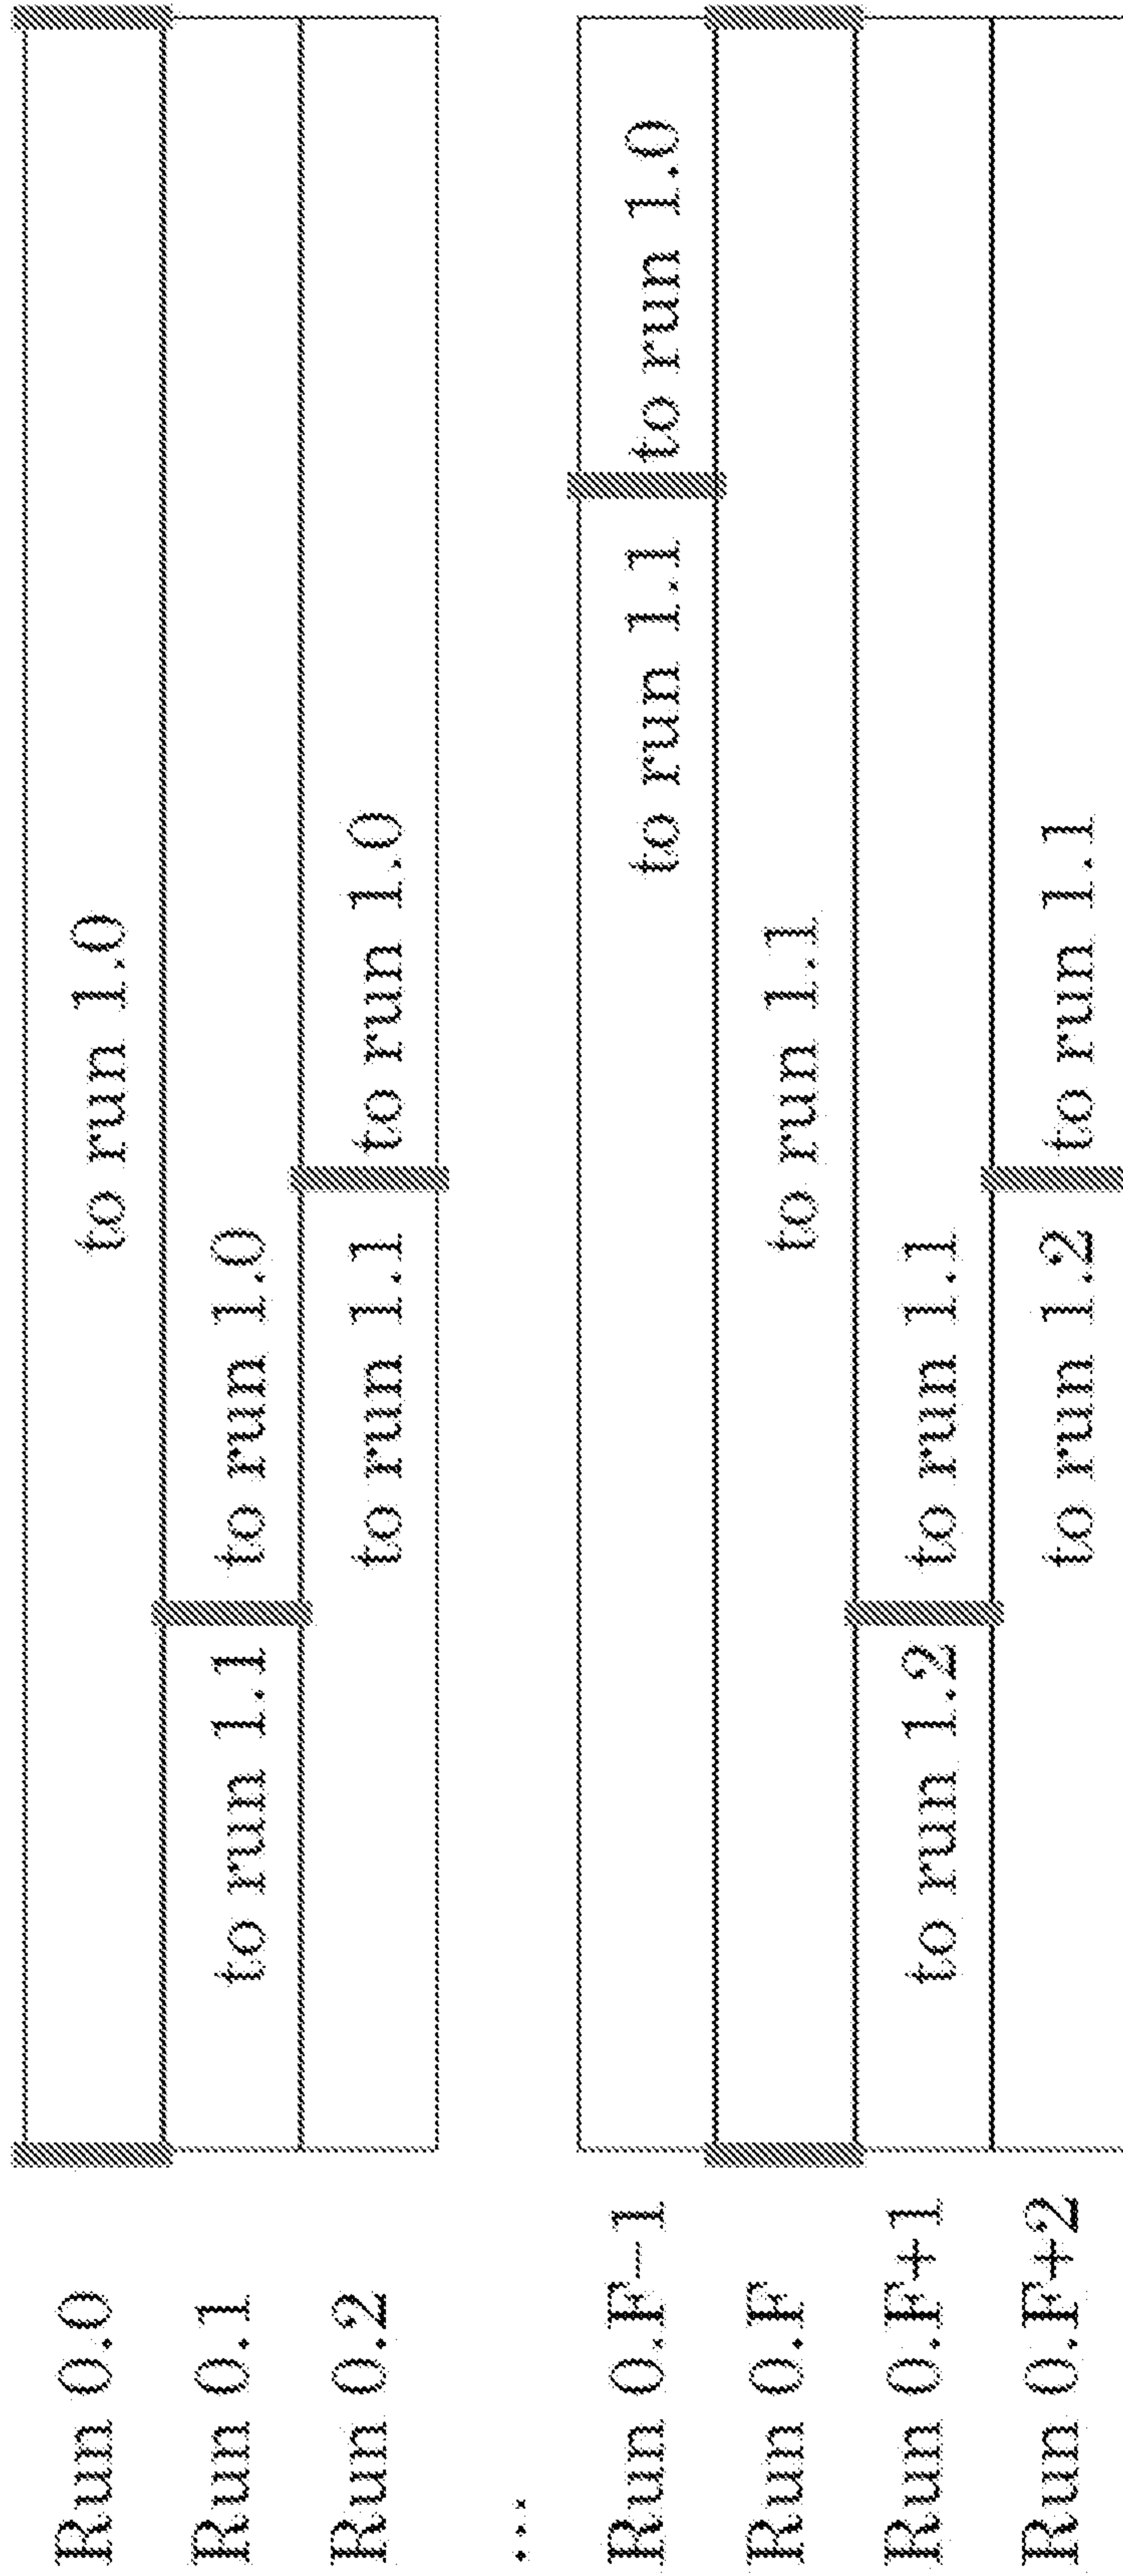 Run 0.0 to run 1.0
Run 0.1 to run 1.1 to run 1.0
Run 0.2 to run 1.1 to run 1.0
...
Run 0.F−1 to run 1.1 to run 1.0
Run 0.F to run 1.1
Run 0.F+1 to run 1.2 to run 1.1
Run 0.F+2 to run 1.2 to run 1.1